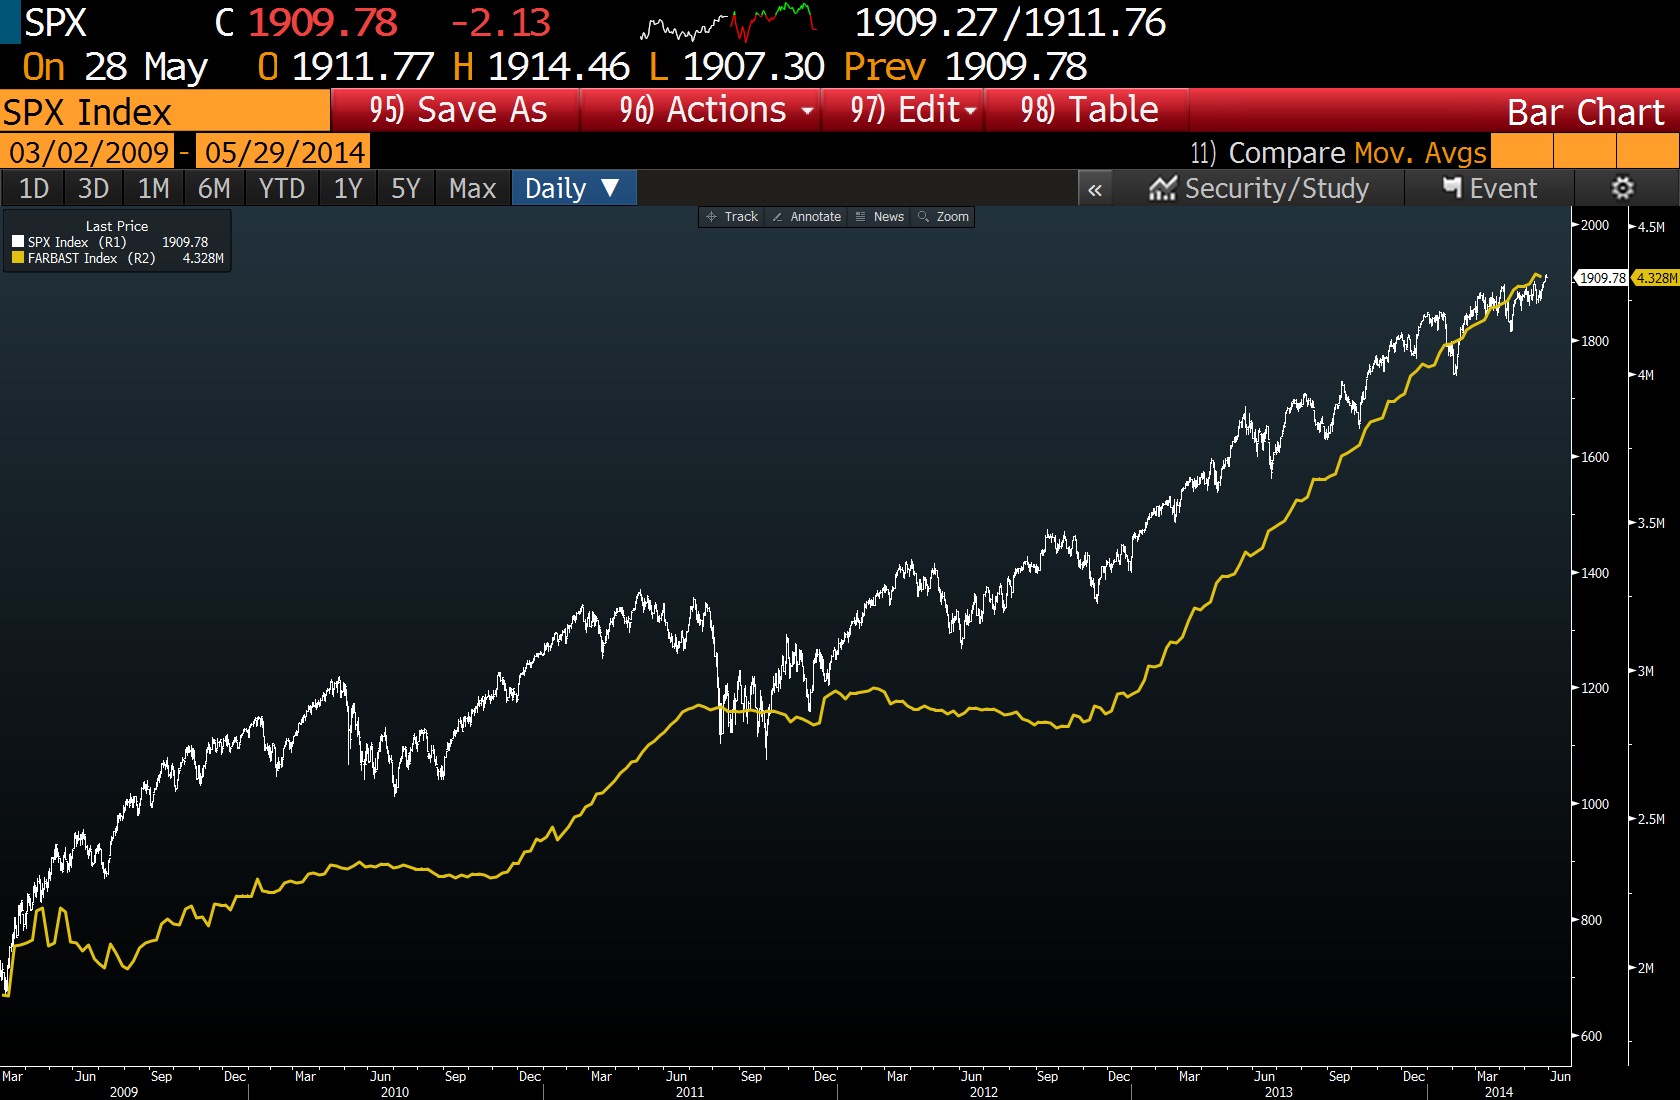 SPX C 1909.78 -2.13 1909.27/1911.76
On 28 May O 1911.77 H 1914.46 L 1907.30 Prev 1909.78
SPX Index 95) Save As 96) Actions 97) Edit 98) Table Bar Chart
03/02/2009 - 05/29/2014 11) Compare Mov. Avgs
1D 3D 1M 6M YTD 1Y 5Y Max Daily ▼ « Security/Study Event
Track Annotate News Zoom
Last Price
SPX Index (R1) 1909.78
FARBAST Index (R2) 4.328M
2000 4.5M
1909.78 4.328M
1800
4M
1600
3.5M
1400
3M
1200
1000
2.5M
800
2M
600
Mar Jun Sep Dec Mar Jun Sep Dec Mar Jun Sep Dec Mar Jun Sep Dec Mar Jun Sep Dec Mar Jun
2009 2010 2011 2012 2013 2014